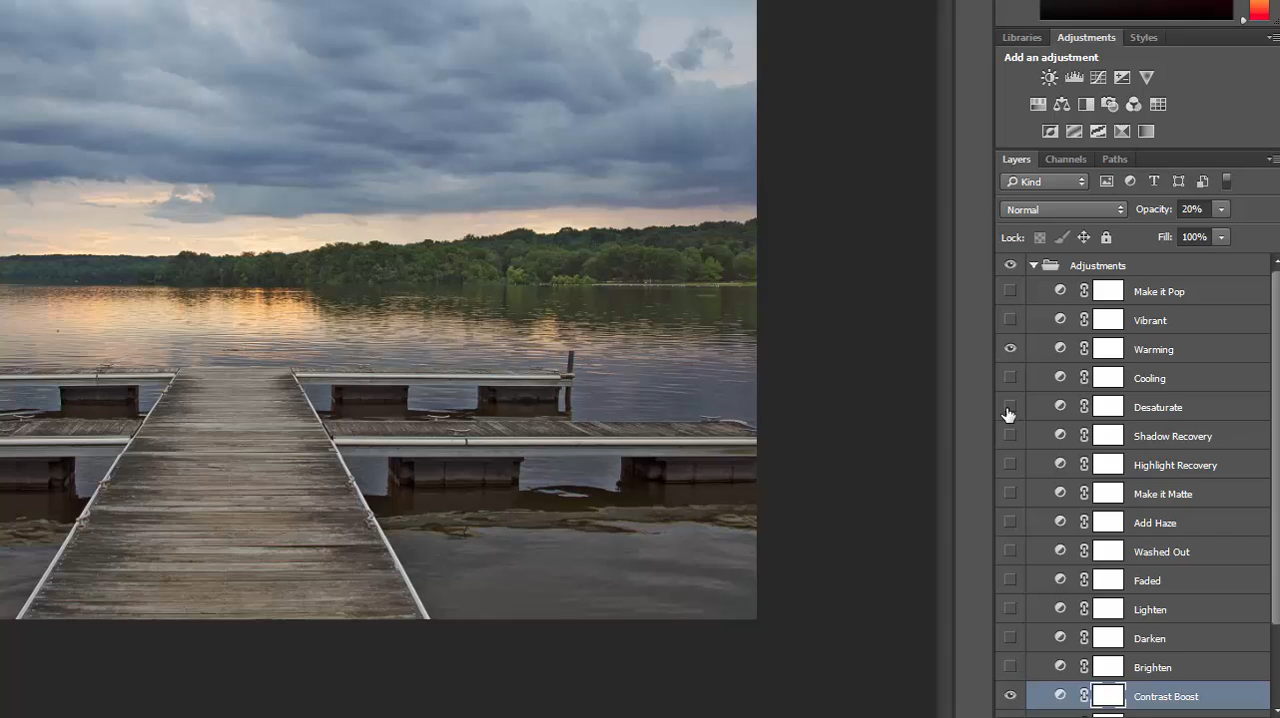 Libraries Adjustments Styles
Add an adjustment
Layers Channels Paths
Kind
Normal Opacity: 20%
Lock: Fill: 100%
Adjustments
Make it Pop
Vibrant
Warming
Cooling
Desaturate
Shadow Recovery
Highlight Recovery
Make it Matte
Add Haze
Washed Out
Faded
Lighten
Darken
Brighten
Contrast Boost